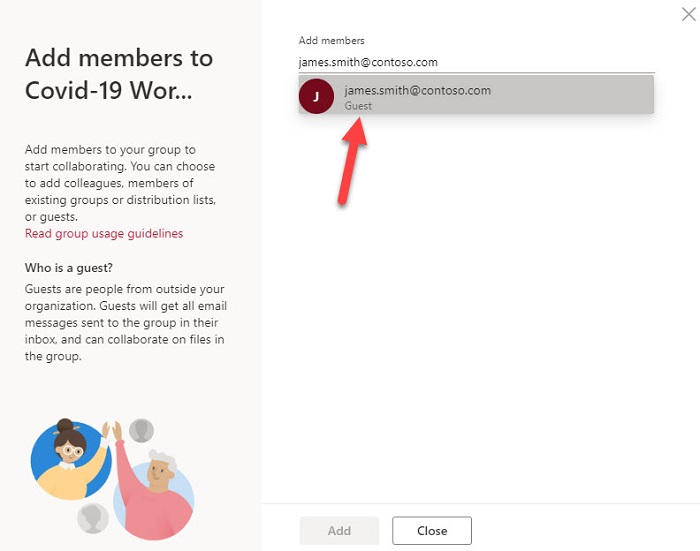 Add members to
Covid-19 Wor...
Add members to your group to
start collaborating. You can choose
to add colleagues, members of
existing groups or distribution lists,
or guests.
Read group usage guidelines
Who is a guest?
Guests are people from outside your
organization. Guests will get all email
messages sent to the group in their
inbox, and can collaborate on files in
the group.
Add members
james.smith@contoso.com
J
james.smith@contoso.com
Guest
Add
Close